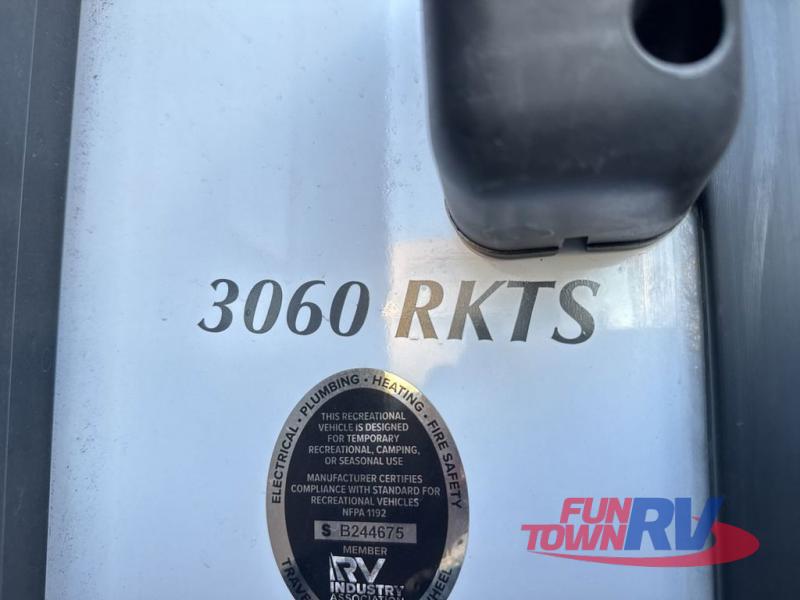 3060 RKTS
ELECTRICAL • PLUMBING • HEATING • FIRE SAFETY
THIS RECREATIONAL
VEHICLE IS DESIGNED
FOR TEMPORARY
RECREATIONAL, CAMPING,
OR SEASONAL USE
MANUFACTURER CERTIFIES
COMPLIANCE WITH STANDARD FOR
RECREATIONAL VEHICLES
NFPA 1192
S B244675
MEMBER
RV
INDUSTRY
ASSOCIATION
FUN
TOWN RV